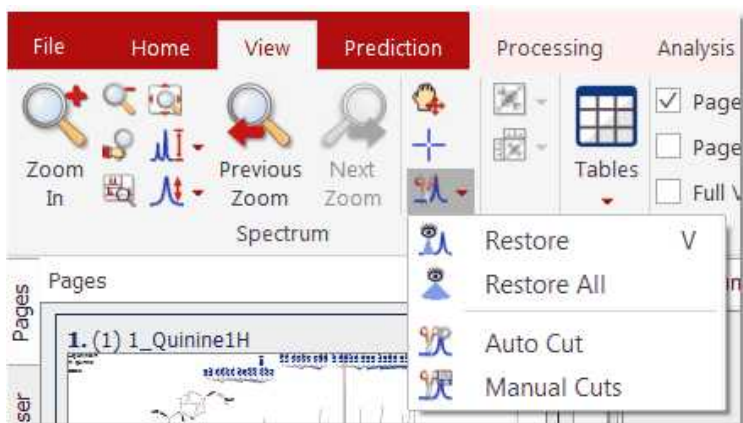 File Home View Prediction Processing Analysis
Page
Zoom In
Previous Zoom
Next Zoom
Tables
Page
Full V
Spectrum
Restore V
Restore All
Auto Cut
Manual Cuts
Pages
Pages
1. (1) 1_Quinine1H
ser
in